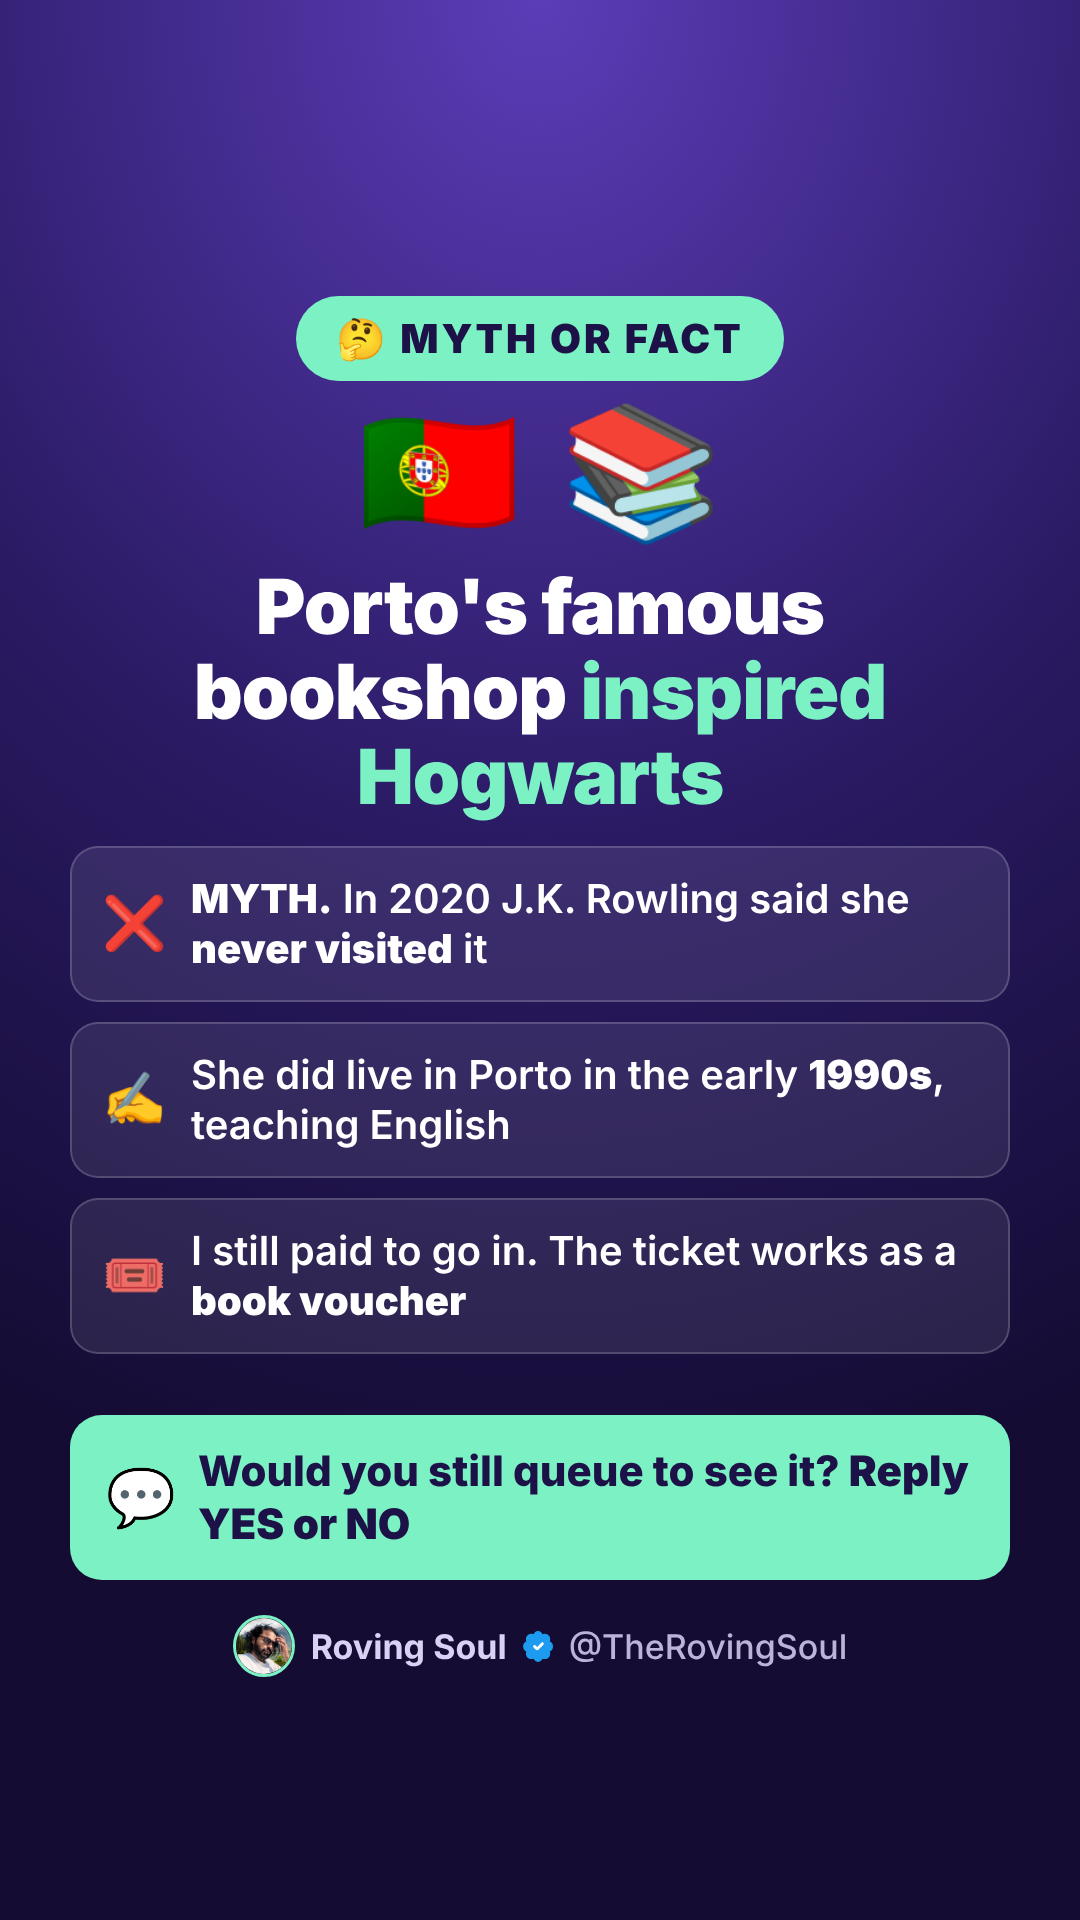 🤔 MYTH OR FACT
Porto's famous
bookshop inspired
Hogwarts
❌ MYTH. In 2020 J.K. Rowling said she
never visited it
✍️ She did live in Porto in the early 1990s,
teaching English
🎟️ I still paid to go in. The ticket works as a
book voucher
💬 Would you still queue to see it? Reply
YES or NO
Roving Soul @TheRovingSoul